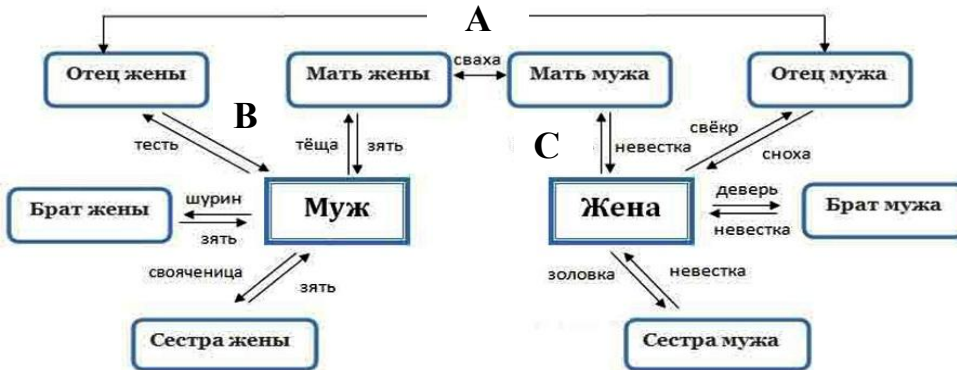 A
сваха
Отец жены
Мать жены
Мать мужа
Отец мужа
B
C
тесть
тёща
зять
невестка
свёкр
сноха
Брат жены
шурин
зять
Муж
Жена
деверь
невестка
Брат мужа
свояченица
зять
золовка
невестка
Сестра жены
Сестра мужа